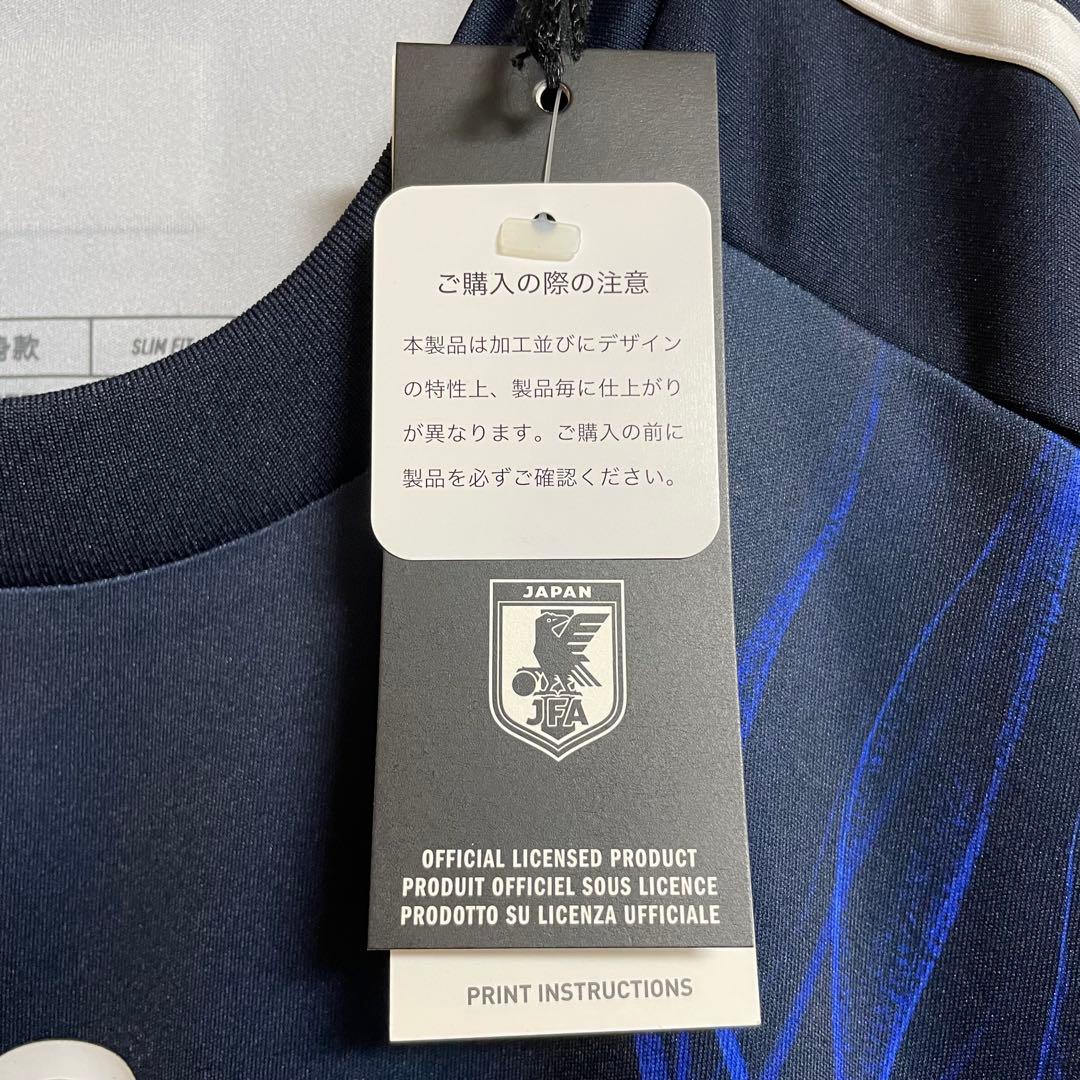 ご購入の際の注意
本製品は加工並びにデザイン
の特性上、製品毎に仕上がり
が異なります。ご購入の前に
製品を必ずご確認ください。
款
SLIM FIT
JAPAN
JFA
OFFICIAL LICENSED PRODUCT
PRODUIT OFFICIEL SOUS LICENCE
PRODOTTO SU LICENZA UFFICIALE
PRINT INSTRUCTIONS